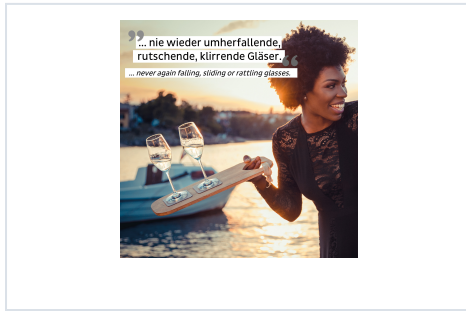 ... nie wieder umherfallende,
rutschende, klirrende Gläser.
... never again falling, sliding or rattling glasses.